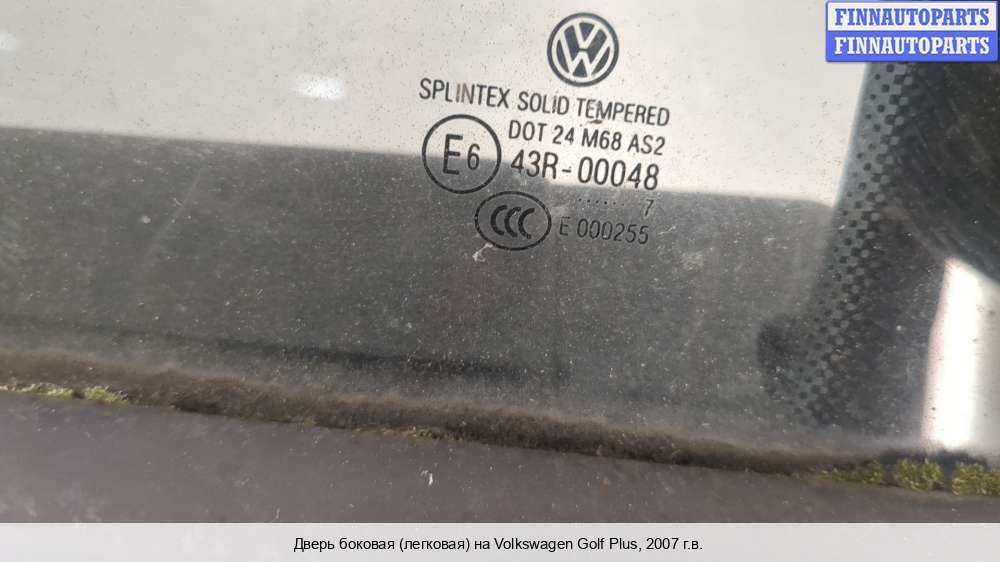 FINNAUTOPARTS
FINNAUTOPARTS
VW
SPLINTEX SOLID TEMPERED
DOT 24 M68 AS2
E6 43R-00048
..... 7
CCC E 000255
Дверь боковая (легковая) на Volkswagen Golf Plus, 2007 г.в.